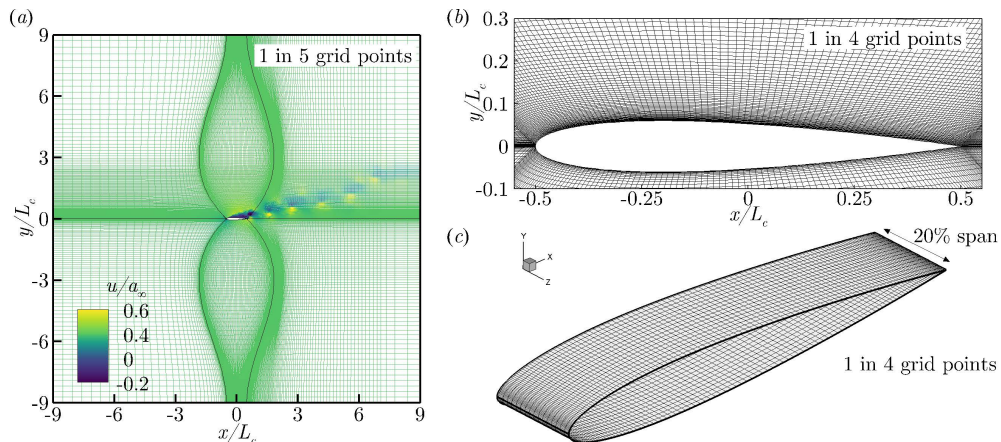 (a)
1 in 5 grid points
9
6
3
0
-3
-6
-9
y/L_c
u/a_∞
0.6
0.4
0
-0.2
-9 -6 -3 0 3 6 9
x/L_c
(b)
1 in 4 grid points
0.3
0.2
0.1
0
-0.1
y/L_c
-0.5 -0.25 0 0.25 0.5
x/L_c
(c)
Y
X
Z
20% span
1 in 4 grid points